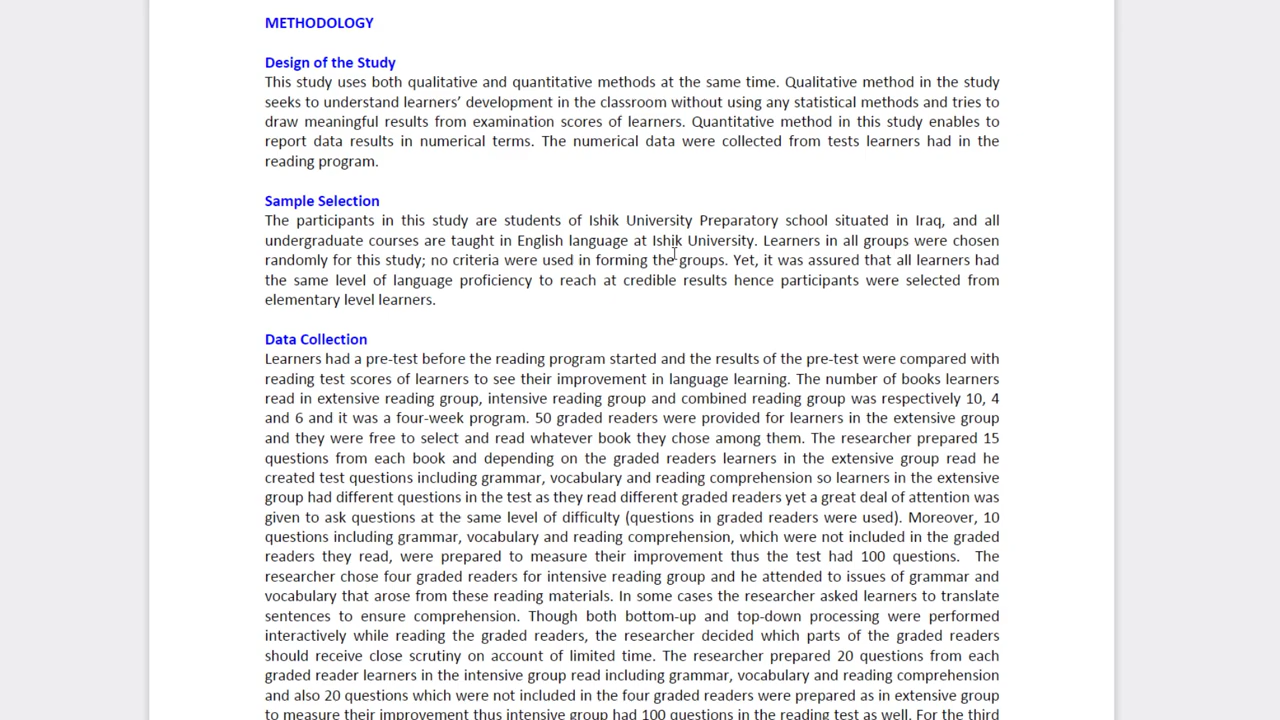 METHODOLOGY
Design of the Study
This study uses both qualitative and quantitative methods at the same time. Qualitative method in the study
seeks to understand learners’ development in the classroom without using any statistical methods and tries to
draw meaningful results from examination scores of learners. Quantitative method in this study enables to
report data results in numerical terms. The numerical data were collected from tests learners had in the
reading program.
Sample Selection
The participants in this study are students of Ishik University Preparatory school situated in Iraq, and all
undergraduate courses are taught in English language at Ishik University. Learners in all groups were chosen
randomly for this study; no criteria were used in forming the groups. Yet, it was assured that all learners had
the same level of language proficiency to reach at credible results hence participants were selected from
elementary level learners.
Data Collection
Learners had a pre-test before the reading program started and the results of the pre-test were compared with
reading test scores of learners to see their improvement in language learning. The number of books learners
read in extensive reading group, intensive reading group and combined reading group was respectively 10, 4
and 6 and it was a four-week program. 50 graded readers were provided for learners in the extensive group
and they were free to select and read whatever book they chose among them. The researcher prepared 15
questions from each book and depending on the graded readers learners in the extensive group read he
created test questions including grammar, vocabulary and reading comprehension so learners in the extensive
group had different questions in the test as they read different graded readers yet a great deal of attention was
given to ask questions at the same level of difficulty (questions in graded readers were used). Moreover, 10
questions including grammar, vocabulary and reading comprehension, which were not included in the graded
readers they read, were prepared to measure their improvement thus the test had 100 questions. The
researcher chose four graded readers for intensive reading group and he attended to issues of grammar and
vocabulary that arose from these reading materials. In some cases the researcher asked learners to translate
sentences to ensure comprehension. Though both bottom-up and top-down processing were performed
interactively while reading the graded readers, the researcher decided which parts of the graded readers
should receive close scrutiny on account of limited time. The researcher prepared 20 questions from each
graded reader learners in the intensive group read including grammar, vocabulary and reading comprehension
and also 20 questions which were not included in the four graded readers were prepared as in extensive group
to measure their improvement thus intensive group had 100 questions in the reading test as well. For the third